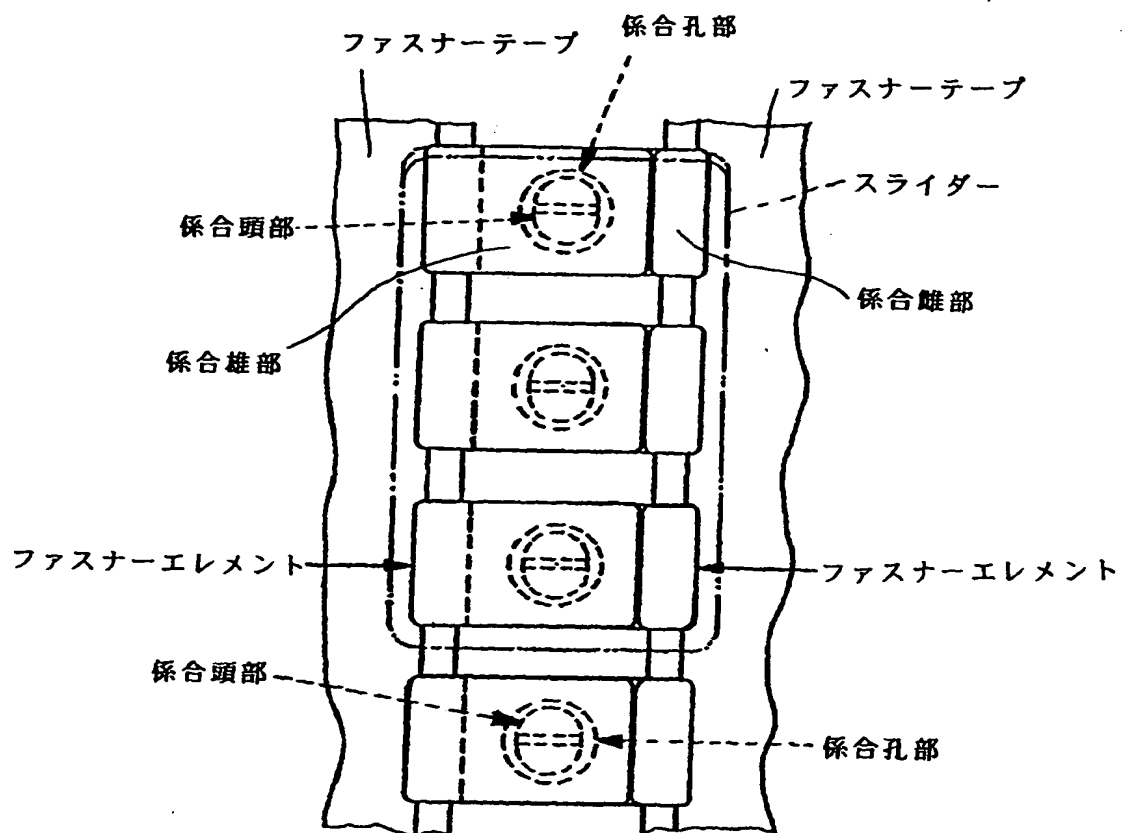 係合孔部
ファスナーテープ
ファスナーテープ
スライダー
係合頭部
係合雌部
係合雄部
ファスナーエレメント
ファスナーエレメント
係合頭部
係合孔部